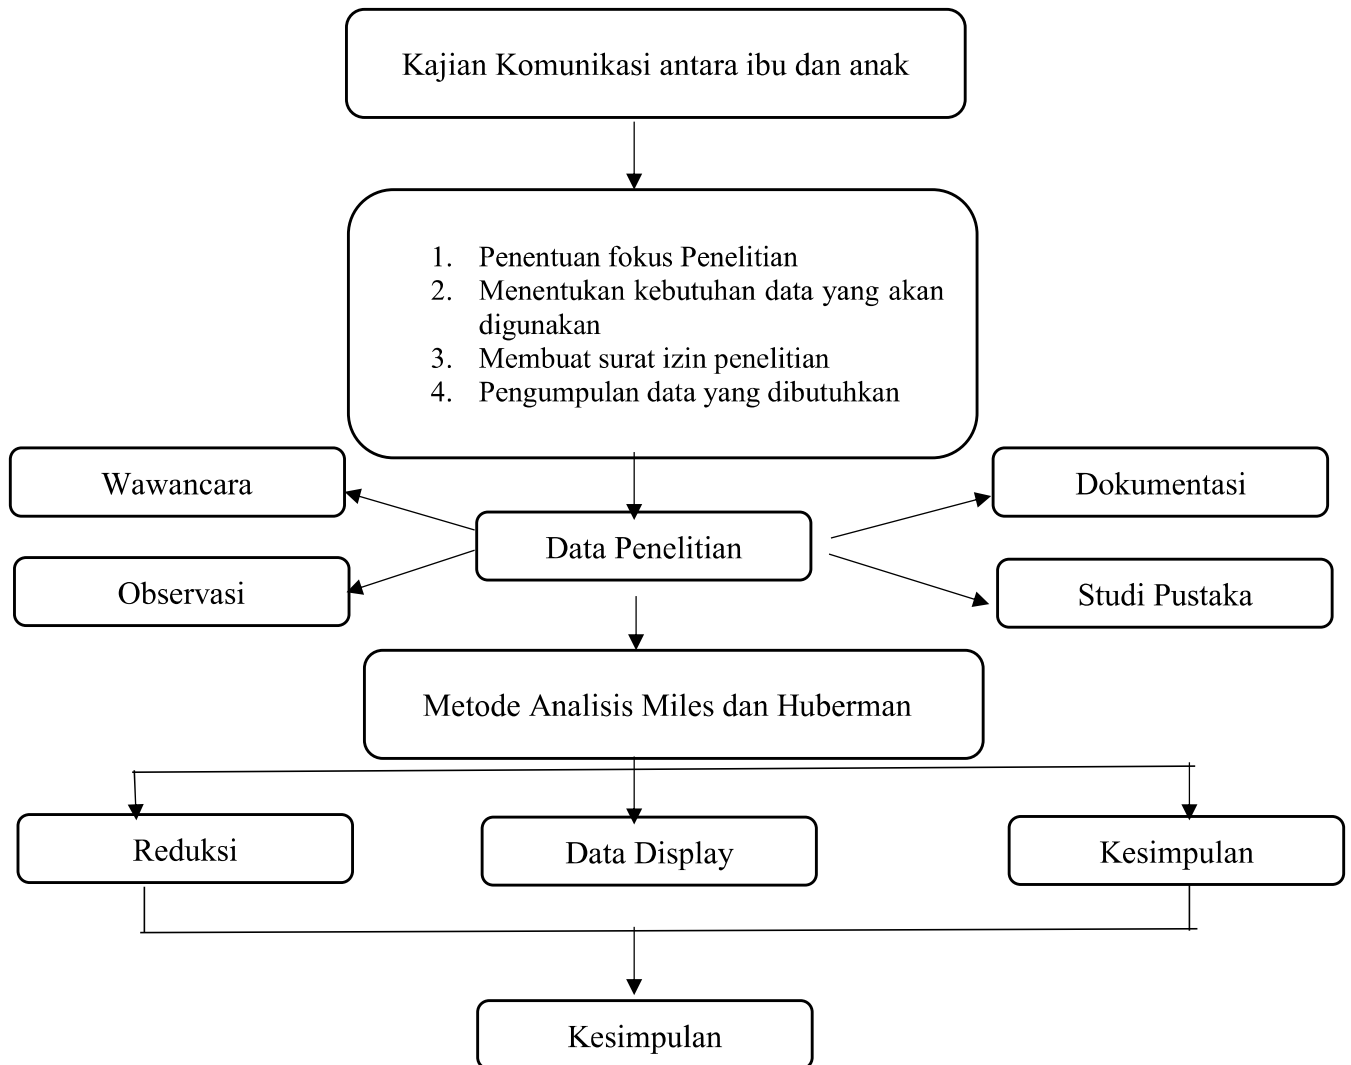 Kajian Komunikasi antara ibu dan anak
1. Penentuan fokus Penelitian
2. Menentukan kebutuhan data yang akan
digunakan
3. Membuat surat izin penelitian
4. Pengumpulan data yang dibutuhkan
Wawancara
Dokumentasi
Data Penelitian
Observasi
Studi Pustaka
Metode Analisis Miles dan Huberman
Reduksi
Data Display
Kesimpulan
Kesimpulan